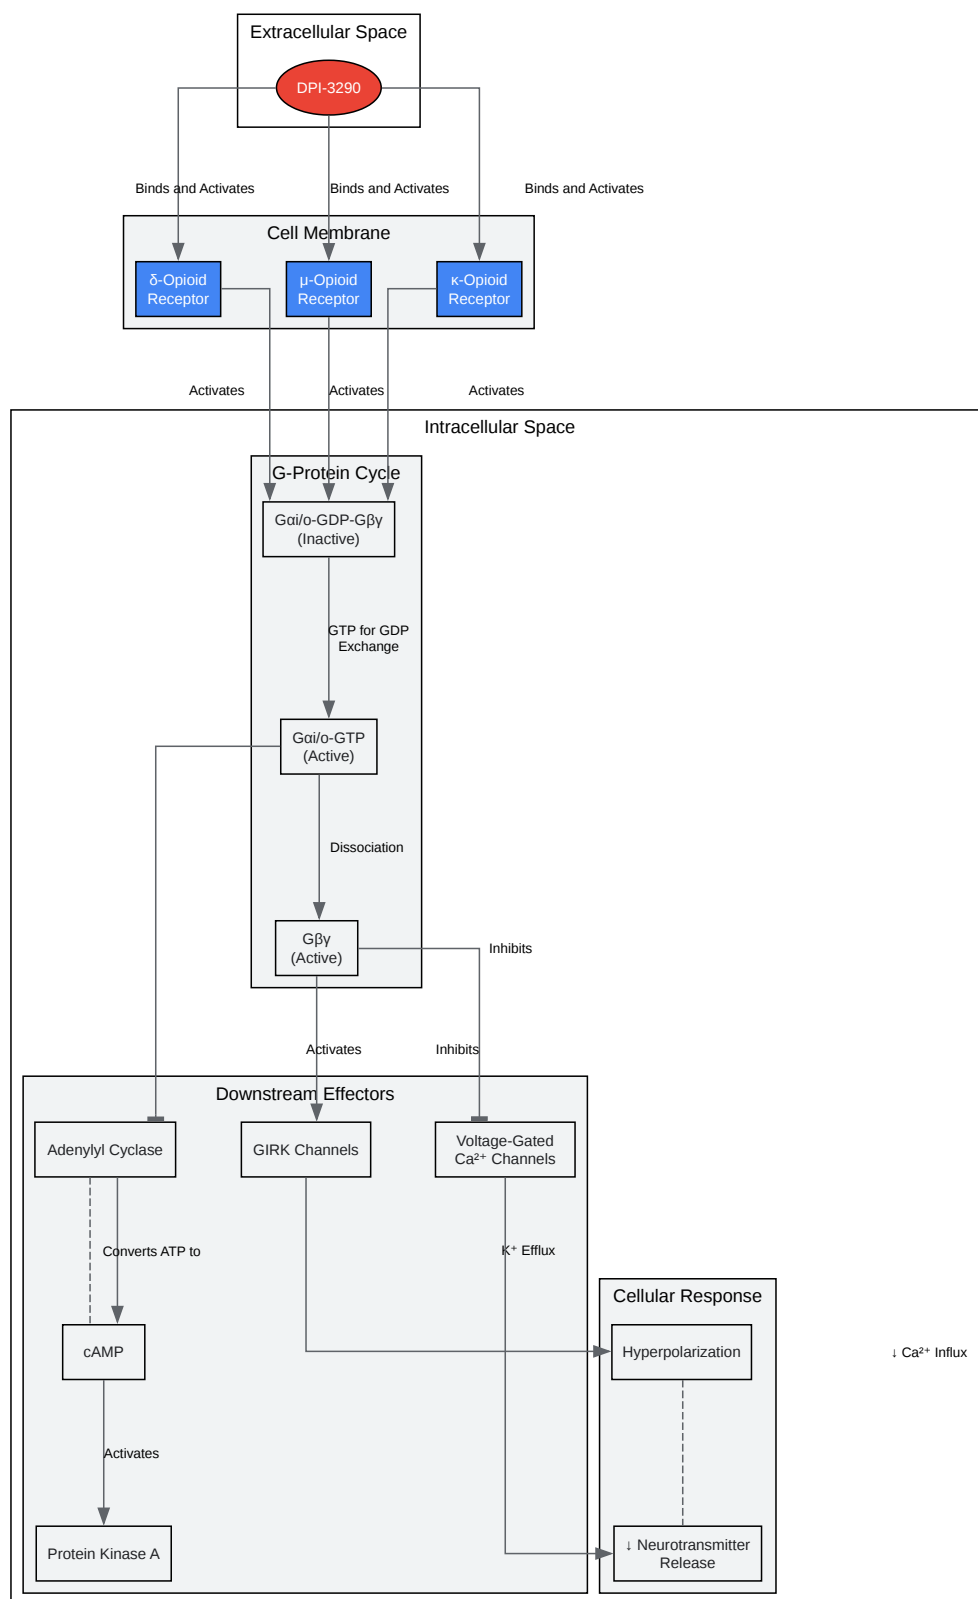 Extracellular Space
DPI-3290
Binds and Activates
Binds and Activates
Binds and Activates
Cell Membrane
δ-Opioid
Receptor
μ-Opioid
Receptor
κ-Opioid
Receptor
Activates
Activates
Activates
Intracellular Space
G-Protein Cycle
Gαi/o-GDP-Gβγ
(Inactive)
GTP for GDP
Exchange
Gαi/o-GTP
(Active)
Dissociation
Gβγ
(Active)
Inhibits
Activates
Inhibits
Downstream Effectors
Adenylyl Cyclase
GIRK Channels
Voltage-Gated
Ca²⁺ Channels
Converts ATP to
K⁺ Efflux
Cellular Response
cAMP
Hyperpolarization
↓ Ca²⁺ Influx
Activates
Protein Kinase A
↓ Neurotransmitter
Release